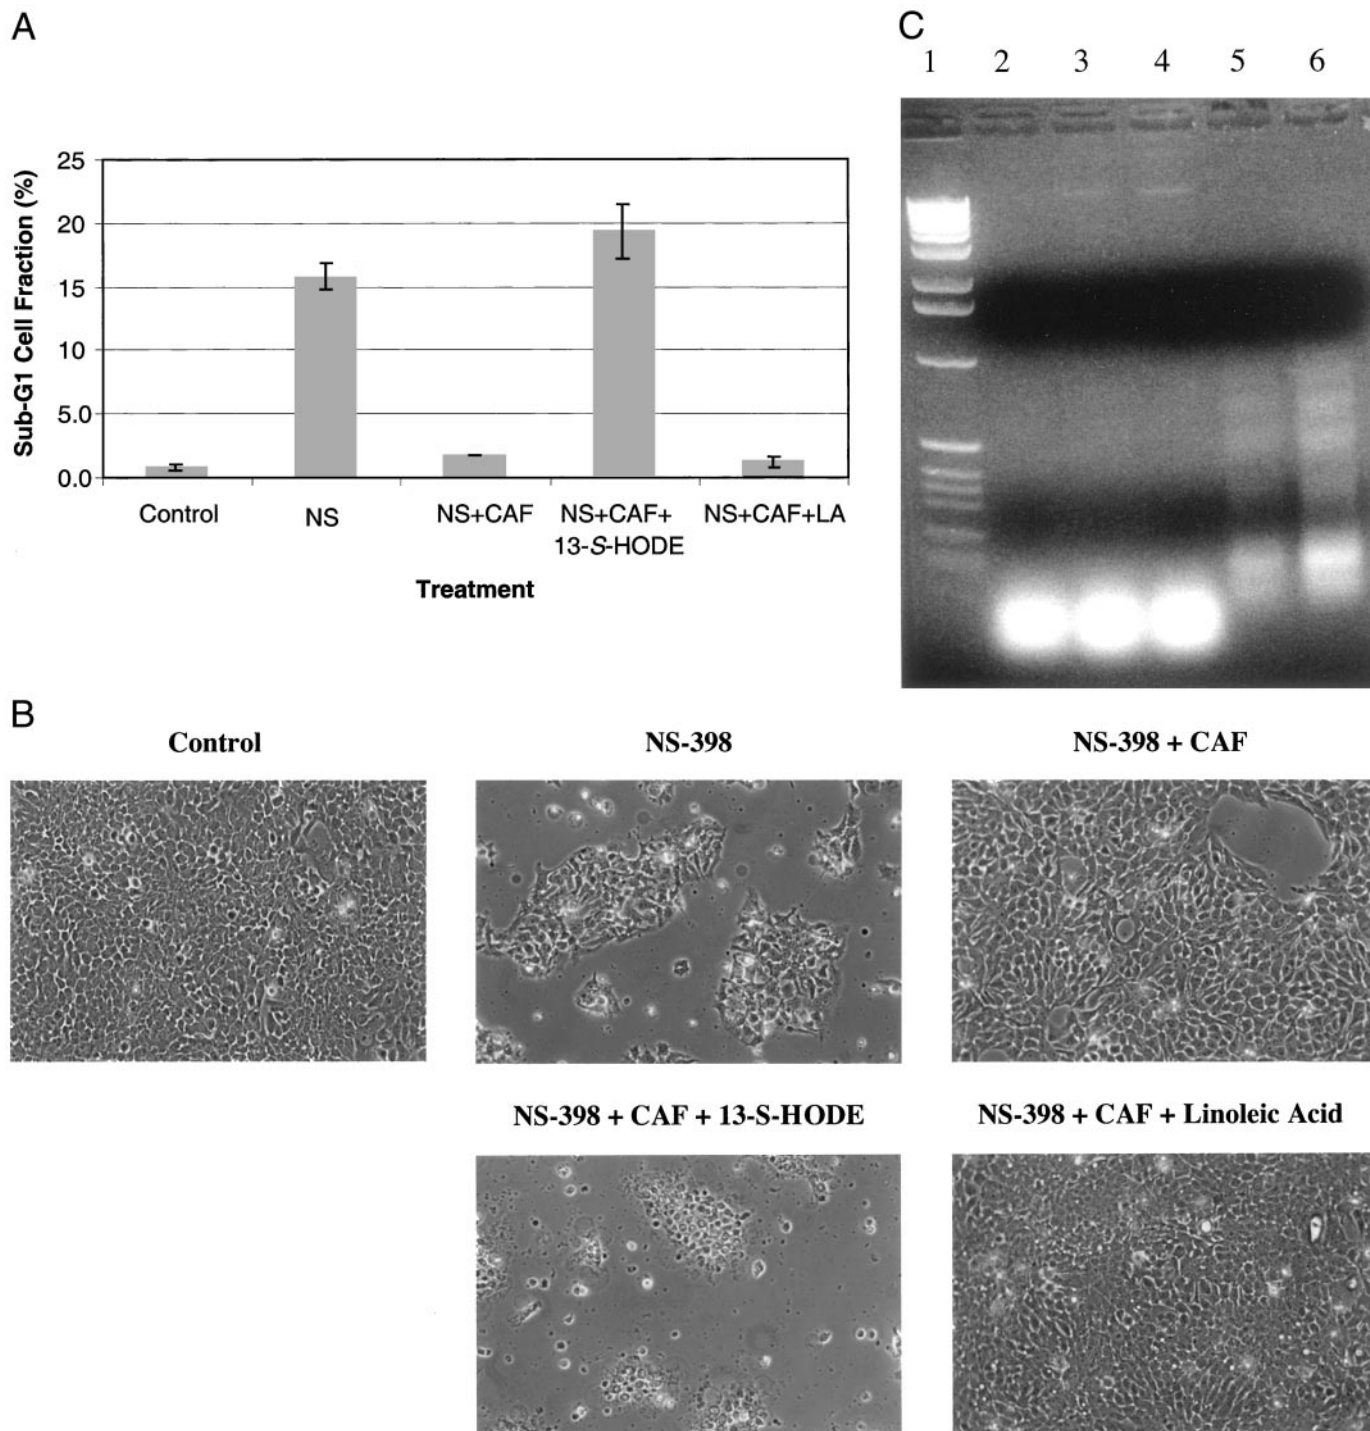 A
Sub-G1 Cell Fraction (%)
25
20
15
10
5.0
0.0
Control
NS
NS+CAF
NS+CAF+
13-S-HODE
NS+CAF+LA
Treatment
C
1 2 3 4 5 6
B
Control
NS-398
NS-398 + CAF
NS-398 + CAF + 13-S-HODE
NS-398 + CAF + Linoleic Acid